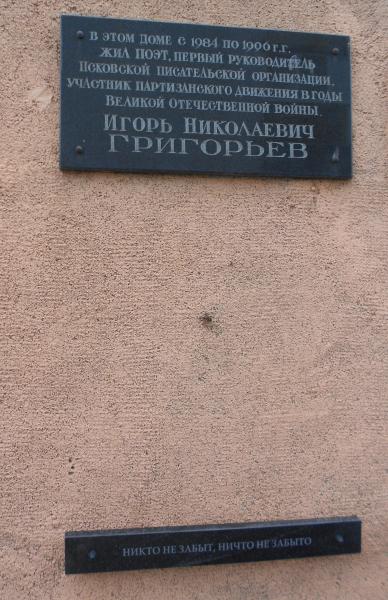 В ЭТОМ ДОМЕ С 1984 ПО 1996 Г.Г.
ЖИЛ ПОЭТ, ПЕРВЫЙ РУКОВОДИТЕЛЬ
ПСКОВСКОЙ ПИСАТЕЛЬСКОЙ ОРГАНИЗАЦИИ,
УЧАСТНИК ПАРТИЗАНСКОГО ДВИЖЕНИЯ В ГОДЫ
ВЕЛИКОЙ ОТЕЧЕСТВЕННОЙ ВОЙНЫ.
ИГОРЬ НИКОЛАЕВИЧ
ГРИГОРЬЕВ
НИКТО НЕ ЗАБЫТ, НИЧТО НЕ ЗАБЫТО